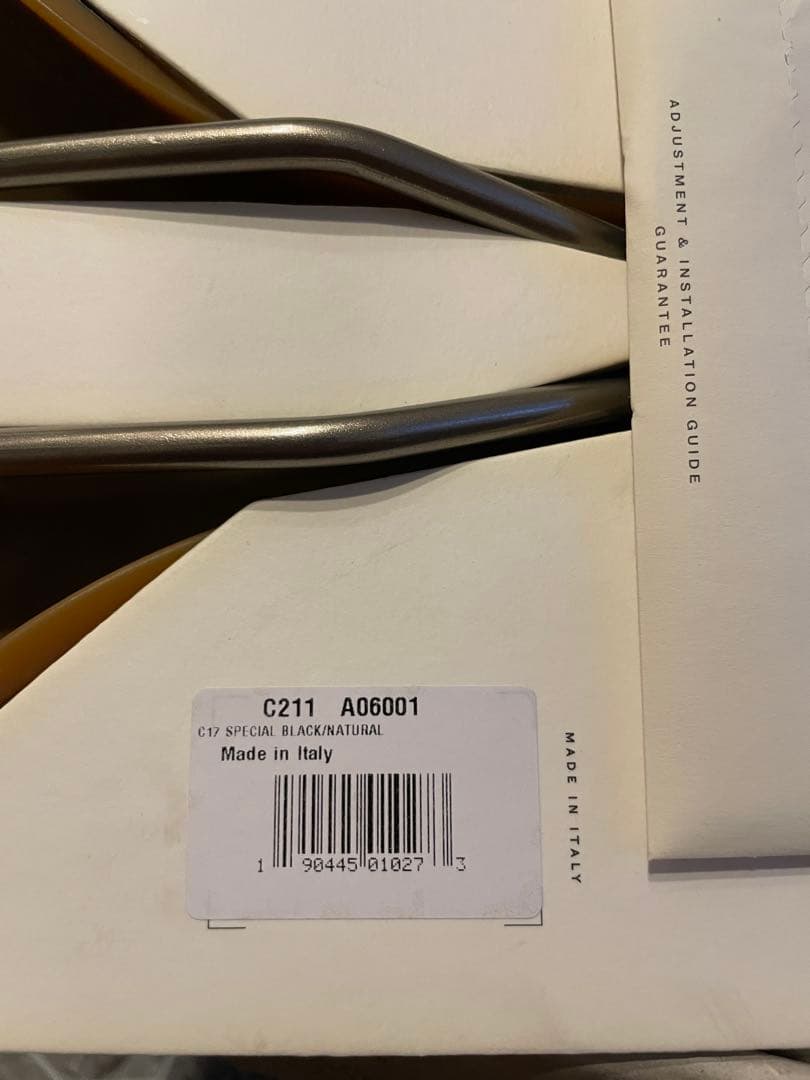 ADJUSTMENT & INSTALLATION GUIDE
GUARANTEE
C211 A06001
C17 SPECIAL BLACK/NATURAL
Made in Italy
1 90445 01027 3
MADE IN ITALY